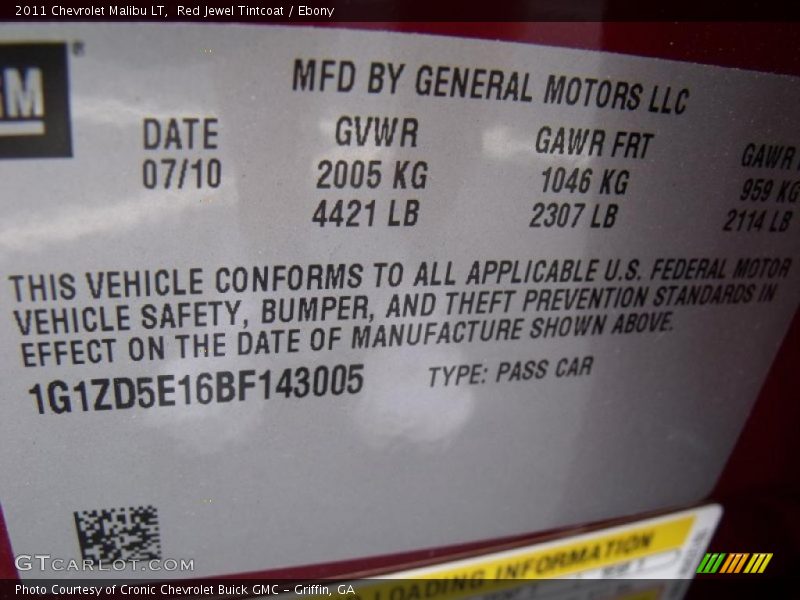 2011 Chevrolet Malibu LT, Red Jewel Tintcoat / Ebony
GM
MFD BY GENERAL MOTORS LLC
DATE GVWR GAWR FRT GAWR
07/10 2005 KG 1046 KG 959 KG
4421 LB 2307 LB 2114 LB
THIS VEHICLE CONFORMS TO ALL APPLICABLE U.S. FEDERAL MOTOR
VEHICLE SAFETY, BUMPER, AND THEFT PREVENTION STANDARDS IN
EFFECT ON THE DATE OF MANUFACTURE SHOWN ABOVE.
1G1ZD5E16BF143005 TYPE: PASS CAR
LOADING INFORMATION
GTCARLOT.COM
Photo Courtesy of Cronic Chevrolet Buick GMC - Griffin, GA